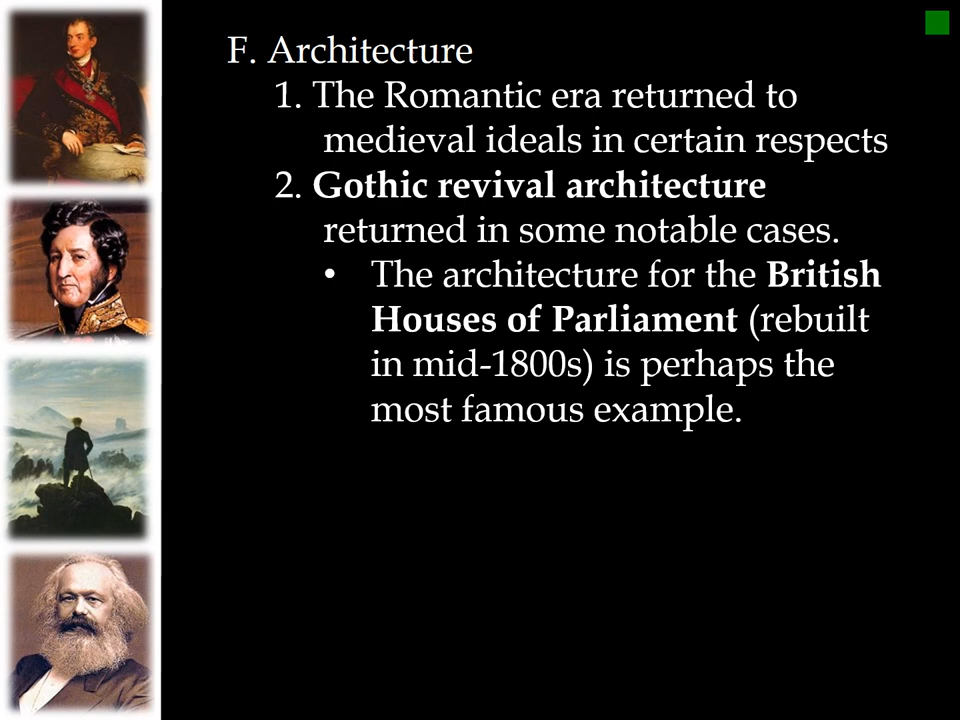 F. Architecture
1. The Romantic era returned to
medieval ideals in certain respects
2. Gothic revival architecture
returned in some notable cases.
• The architecture for the British
Houses of Parliament (rebuilt
in mid-1800s) is perhaps the
most famous example.